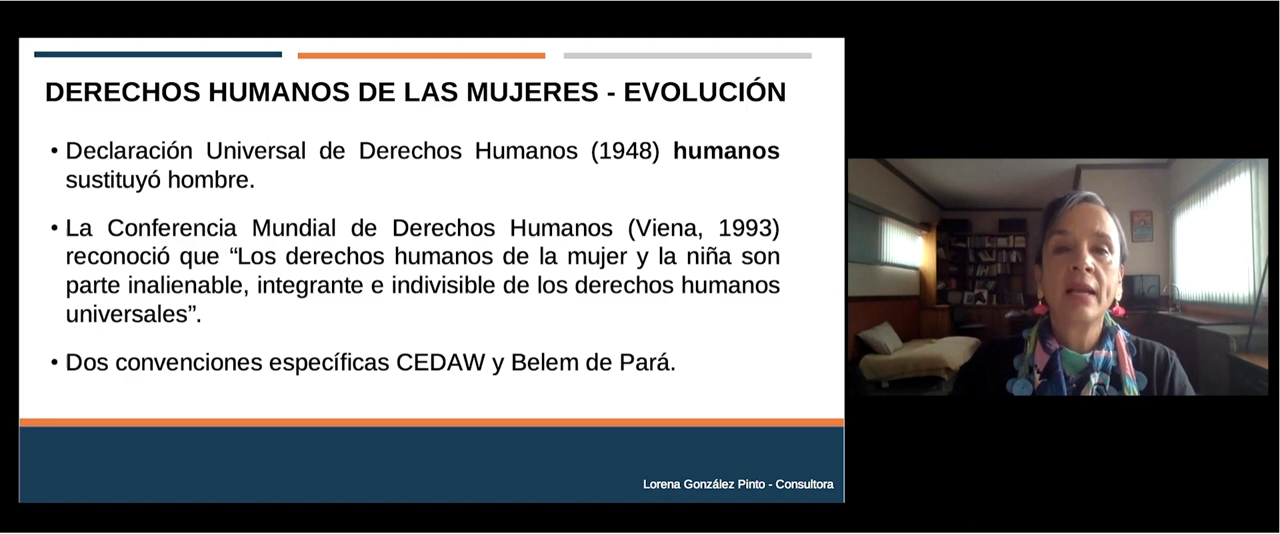 DERECHOS HUMANOS DE LAS MUJERES - EVOLUCIÓN
• Declaración Universal de Derechos Humanos (1948) humanos
sustituyó hombre.
• La Conferencia Mundial de Derechos Humanos (Viena, 1993)
reconoció que “Los derechos humanos de la mujer y la niña son
parte inalienable, integrante e indivisible de los derechos humanos
universales”.
• Dos convenciones específicas CEDAW y Belem de Pará.
Lorena González Pinto - Consultora